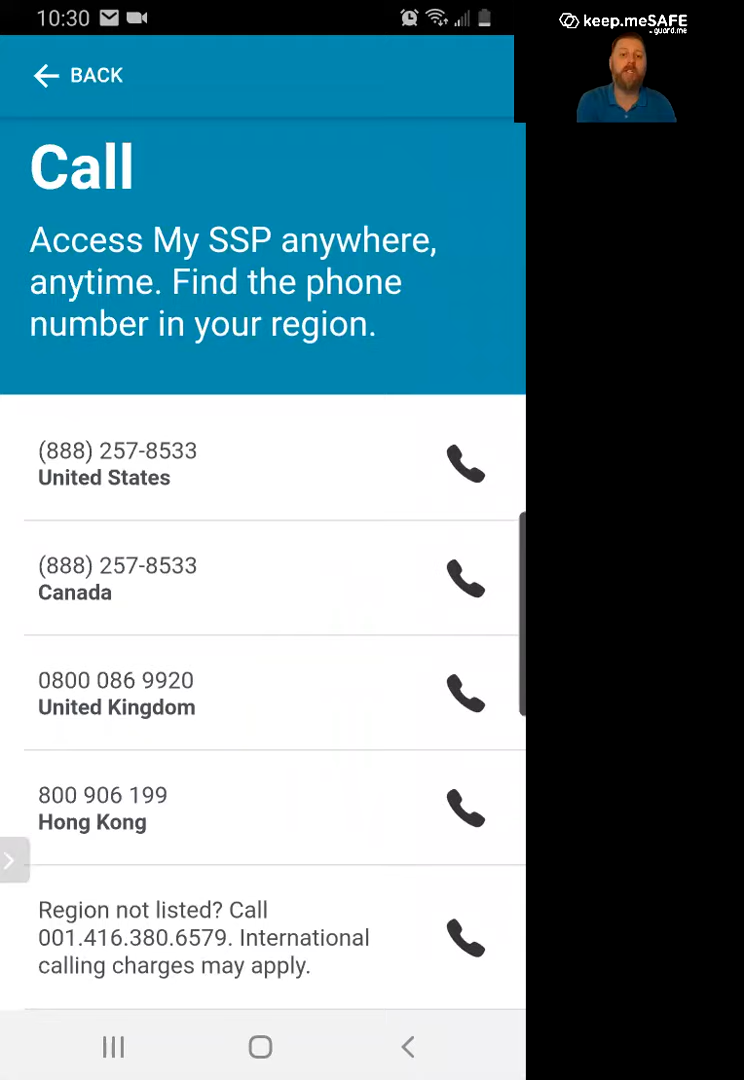 10:30
keep.meSAFE
guard.me
BACK
Call
Access My SSP anywhere,
anytime. Find the phone
number in your region.
(888) 257-8533
United States
(888) 257-8533
Canada
0800 086 9920
United Kingdom
800 906 199
Hong Kong
Region not listed? Call
001.416.380.6579. International
calling charges may apply.